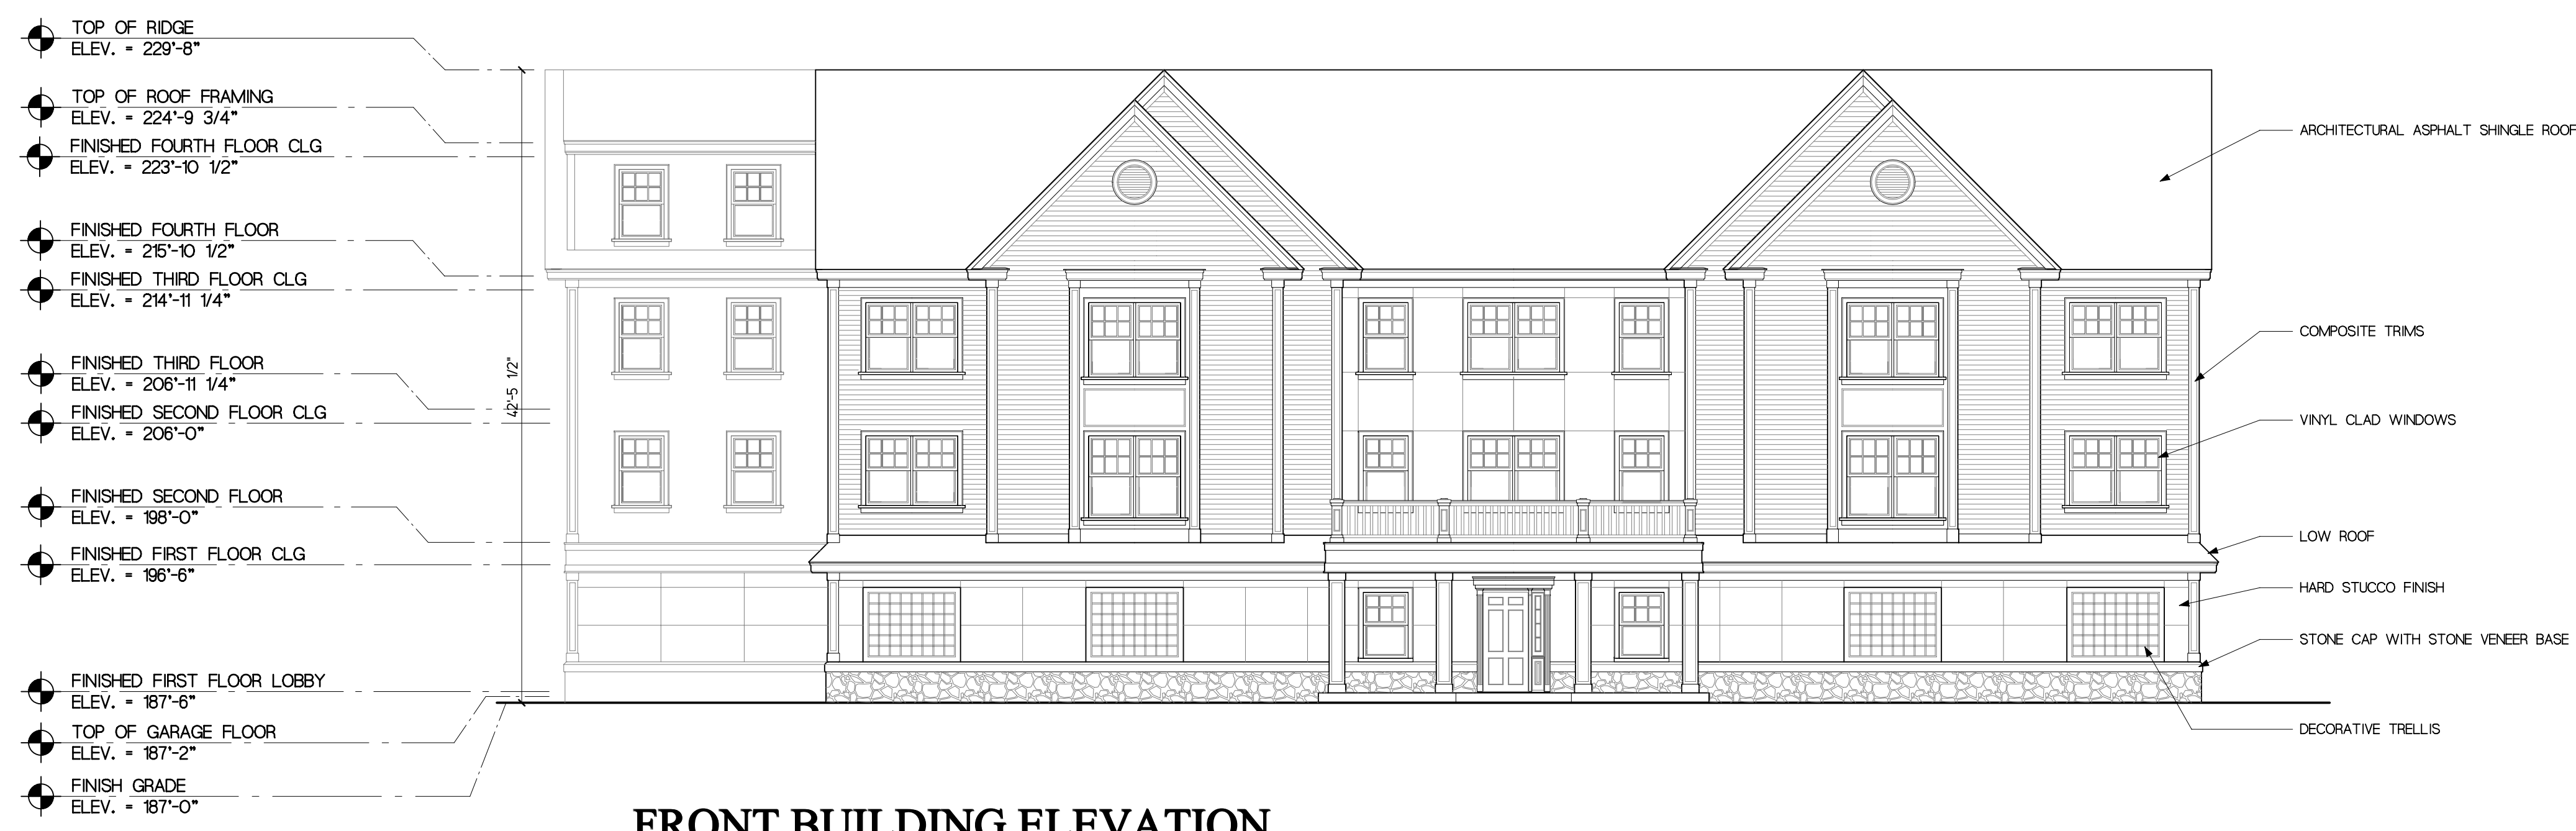 TOP OF RIDGE
ELEV. = 229'-8"
TOP OF ROOF FRAMING
ELEV. = 224'-9 3/4"
FINISHED FOURTH FLOOR CLG
ELEV. = 223'-10 1/2"
FINISHED FOURTH FLOOR
ELEV. = 215'-10 1/2"
FINISHED THIRD FLOOR CLG
ELEV. = 214'-11 1/4"
FINISHED THIRD FLOOR
ELEV. = 206'-11 1/4"
FINISHED SECOND FLOOR CLG
ELEV. = 206'-0"
FINISHED SECOND FLOOR
ELEV. = 198'-0"
FINISHED FIRST FLOOR CLG
ELEV. = 196'-6"
FINISHED FIRST FLOOR LOBBY
ELEV. = 187'-6"
TOP OF GARAGE FLOOR
ELEV. = 187'-2"
FINISH GRADE
ELEV. = 187'-0"
42'-5 1/2"
ARCHITECTURAL ASPHALT SHINGLE ROOF
COMPOSITE TRIMS
VINYL CLAD WINDOWS
LOW ROOF
HARD STUCCO FINISH
STONE CAP WITH STONE VENEER BASE
DECORATIVE TRELLIS
FRONT BUILDING ELEVATION